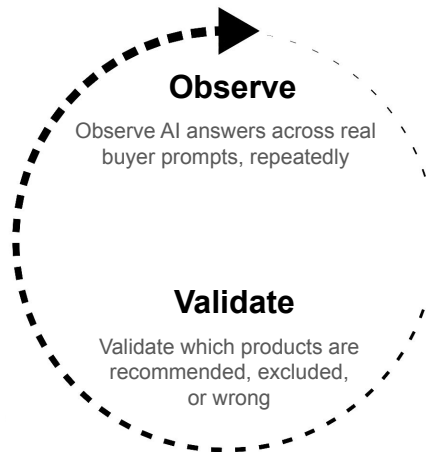 Observe
Observe AI answers across real
buyer prompts, repeatedly
Validate
Validate which products are
recommended, excluded,
or wrong